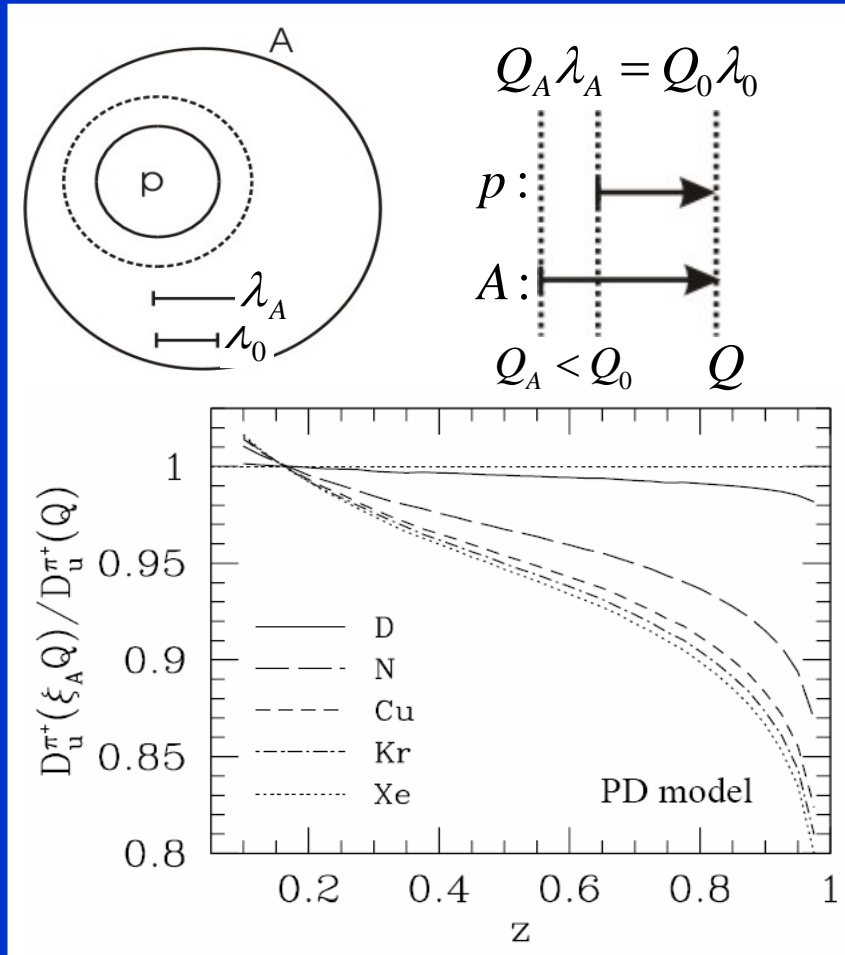 A
p
λ_A
λ_0
Q_A λ_A = Q_0 λ_0
p :
A :
Q_A < Q_0 Q
D_u^{π+}(ξ_A Q) / D_u^{π+}(Q)
1
0.95
0.9
0.85
0.8
D
N
Cu
Kr
Xe
PD model
0.2 0.4 0.6 0.8 1
z